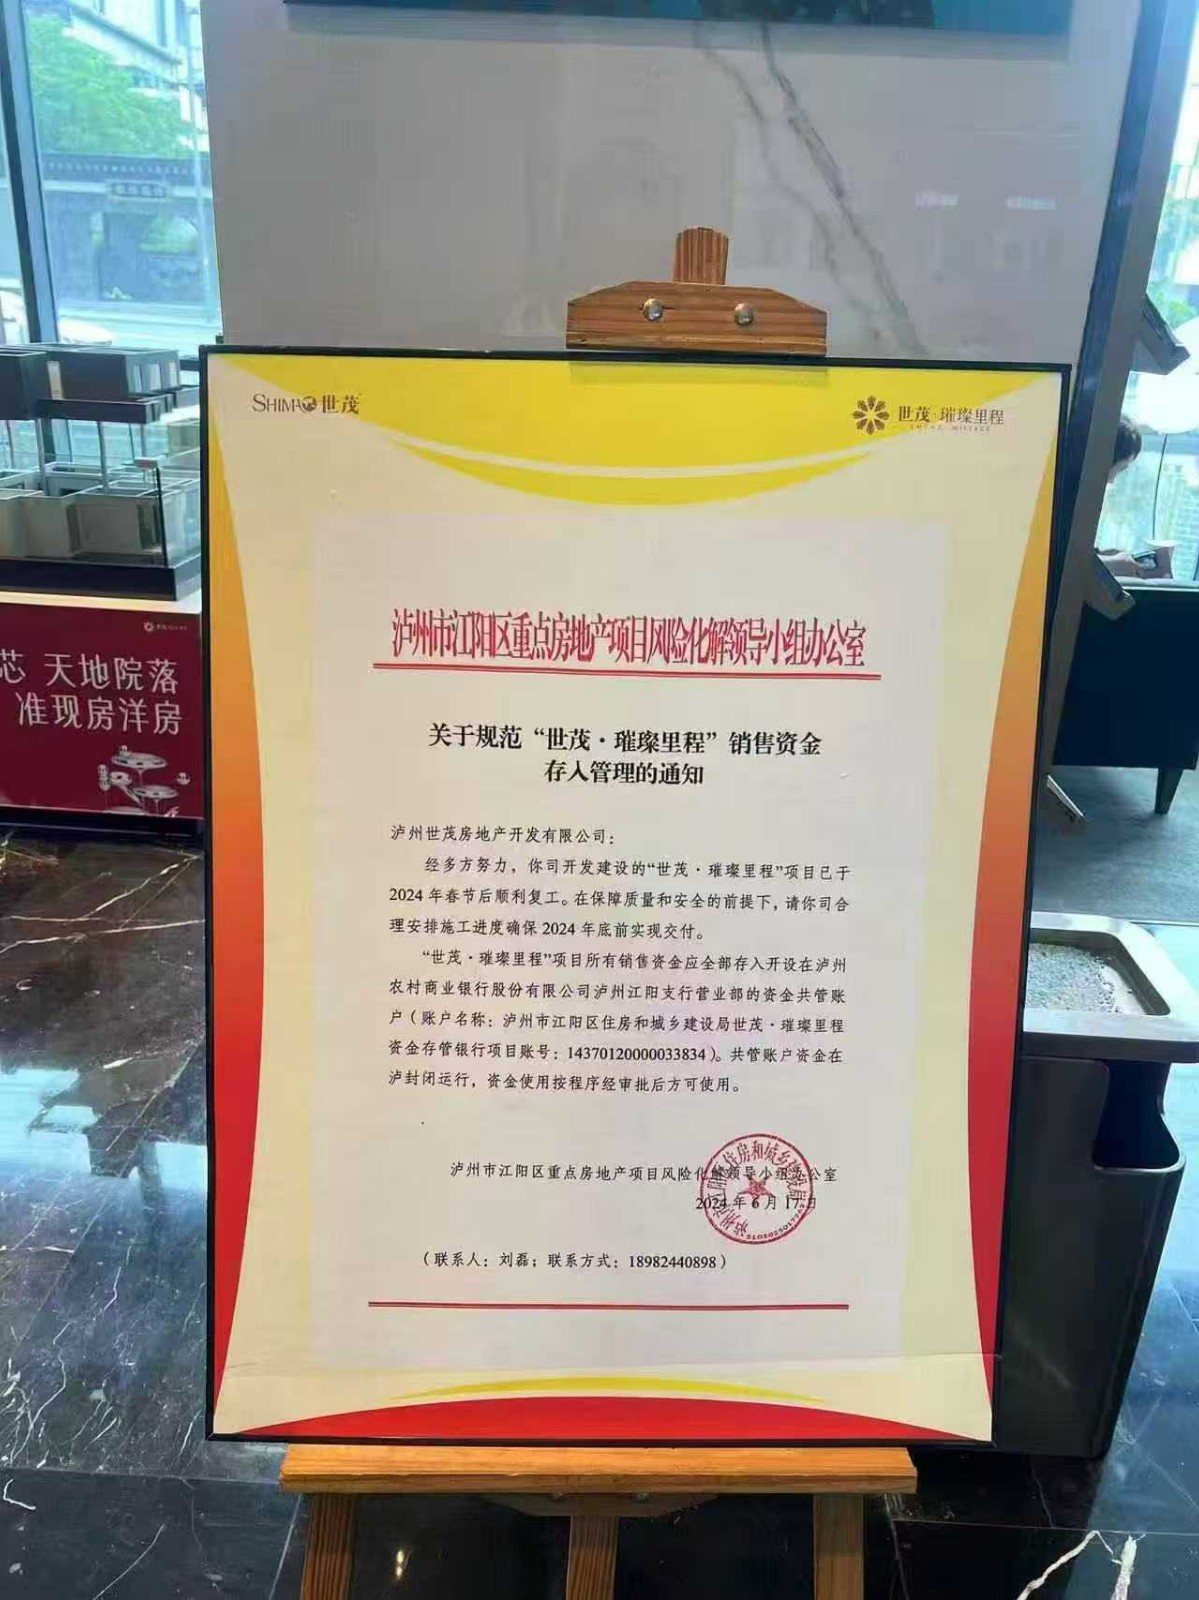 SHIMAO 世茂
世茂·璀璨里程
泸州市江阳区重点房地产项目风险化解领导小组办公室
关于规范“世茂·璀璨里程”销售资金
存入管理的通知
泸州世茂房地产开发有限公司：
经多方努力，你司开发建设的“世茂·璀璨里程”项目已于
2024年春节后顺利复工。在保障质量和安全的前提下，请你司合
理安排施工进度确保2024年底前实现交付。
“世茂·璀璨里程”项目所有销售资金应全部存入开设在泸州
农村商业银行股份有限公司泸州江阳支行营业部的资金共管账
户（账户名称：泸州市江阳区住房和城乡建设局世茂·璀璨里程
资金存管银行项目账号：14370120000033834）。共管账户资金在
泸封闭运行，资金使用按程序经审批后方可使用。
泸州市江阳区重点房地产项目风险化解领导小组办公室
2024年6月17日
泸州市江阳区住房和城乡建设局
（联系人：刘磊；联系方式：18982440898）
芯 天地院落
准现房洋房